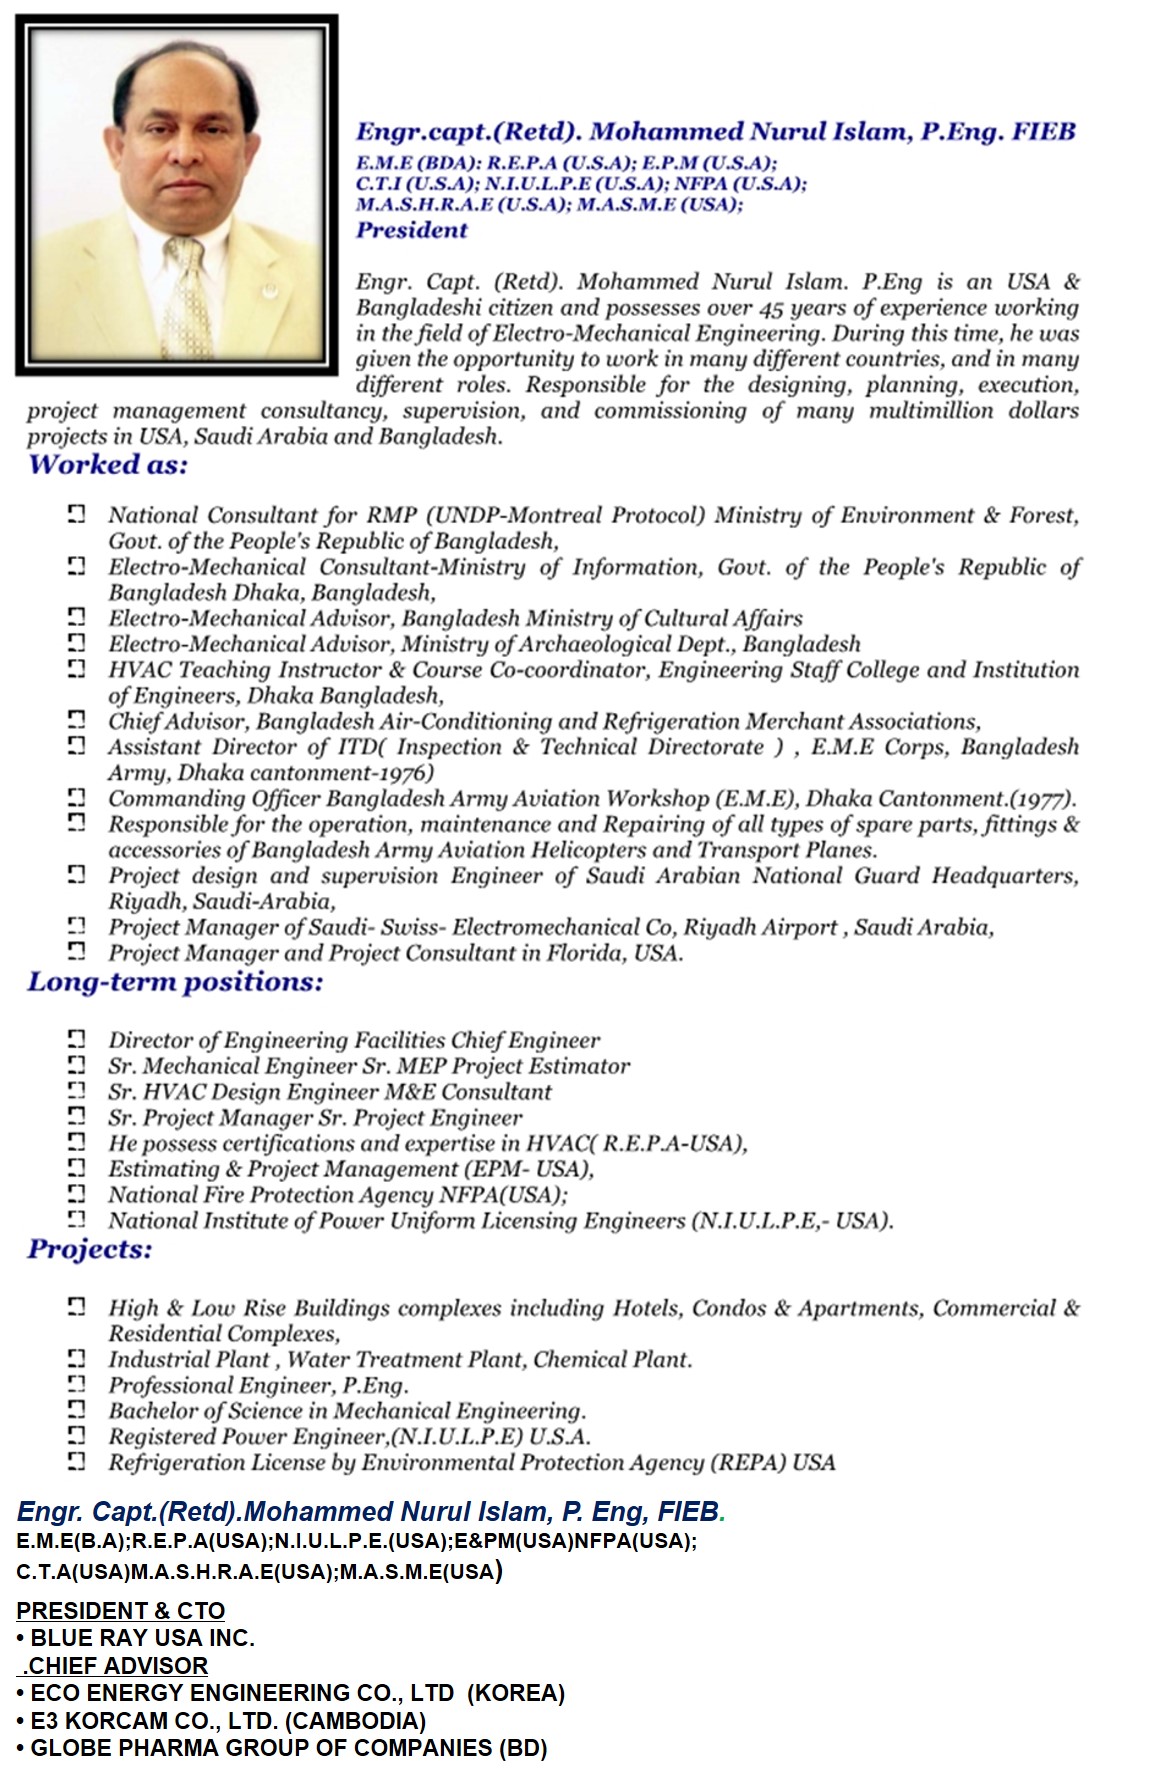 Engr.capt.(Retd). Mohammed Nurul Islam, P.Eng. FIEB
E.M.E (BDA): R.E.P.A (U.S.A); E.P.M (U.S.A);
C.T.I (U.S.A); N.I.U.L.P.E (U.S.A); NFPA (U.S.A);
M.A.S.H.R.A.E (U.S.A); M.A.S.M.E (USA);
President
Engr. Capt. (Retd). Mohammed Nurul Islam. P.Eng is an USA &
Bangladeshi citizen and possesses over 45 years of experience working
in the field of Electro-Mechanical Engineering. During this time, he was
given the opportunity to work in many different countries, and in many
different roles. Responsible for the designing, planning, execution,
project management consultancy, supervision, and commissioning of many multimillion dollars
projects in USA, Saudi Arabia and Bangladesh.
Worked as:
National Consultant for RMP (UNDP-Montreal Protocol) Ministry of Environment & Forest,
Govt. of the People's Republic of Bangladesh,
Electro-Mechanical Consultant-Ministry of Information, Govt. of the People's Republic of
Bangladesh Dhaka, Bangladesh,
Electro-Mechanical Advisor, Bangladesh Ministry of Cultural Affairs
Electro-Mechanical Advisor, Ministry of Archaeological Dept., Bangladesh
HVAC Teaching Instructor & Course Co-coordinator, Engineering Staff College and Institution
of Engineers, Dhaka Bangladesh,
Chief Advisor, Bangladesh Air-Conditioning and Refrigeration Merchant Associations,
Assistant Director of ITD( Inspection & Technical Directorate ) , E.M.E Corps, Bangladesh
Army, Dhaka cantonment-1976)
Commanding Officer Bangladesh Army Aviation Workshop (E.M.E), Dhaka Cantonment.(1977).
Responsible for the operation, maintenance and Repairing of all types of spare parts, fittings &
accessories of Bangladesh Army Aviation Helicopters and Transport Planes.
Project design and supervision Engineer of Saudi Arabian National Guard Headquarters,
Riyadh, Saudi-Arabia,
Project Manager of Saudi- Swiss- Electromechanical Co, Riyadh Airport , Saudi Arabia,
Project Manager and Project Consultant in Florida, USA.
Long-term positions:
Director of Engineering Facilities Chief Engineer
Sr. Mechanical Engineer Sr. MEP Project Estimator
Sr. HVAC Design Engineer M&E Consultant
Sr. Project Manager Sr. Project Engineer
He possess certifications and expertise in HVAC( R.E.P.A-USA),
Estimating & Project Management (EPM- USA),
National Fire Protection Agency NFPA(USA);
National Institute of Power Uniform Licensing Engineers (N.I.U.L.P.E,- USA).
Projects:
High & Low Rise Buildings complexes including Hotels, Condos & Apartments, Commercial &
Residential Complexes,
Industrial Plant , Water Treatment Plant, Chemical Plant.
Professional Engineer, P.Eng.
Bachelor of Science in Mechanical Engineering.
Registered Power Engineer,(N.I.U.L.P.E) U.S.A.
Refrigeration License by Environmental Protection Agency (REPA) USA
Engr. Capt.(Retd).Mohammed Nurul Islam, P. Eng, FIEB.
E.M.E(B.A);R.E.P.A(USA);N.I.U.L.P.E.(USA);E&PM(USA)NFPA(USA);
C.T.A(USA)M.A.S.H.R.A.E(USA);M.A.S.M.E(USA)
PRESIDENT & CTO
• BLUE RAY USA INC.
.CHIEF ADVISOR
• ECO ENERGY ENGINEERING CO., LTD (KOREA)
• E3 KORCAM CO., LTD. (CAMBODIA)
• GLOBE PHARMA GROUP OF COMPANIES (BD)